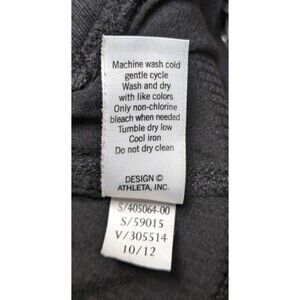 Machine wash cold
gentle cycle
Wash and dry
with like colors
Only non-chlorine
bleach when needed
Tumble dry low
Cool iron
Do not dry clean
DESIGN ©
ATHLETA, INC.
S/405064-00
S/59015
V/305514
10/12